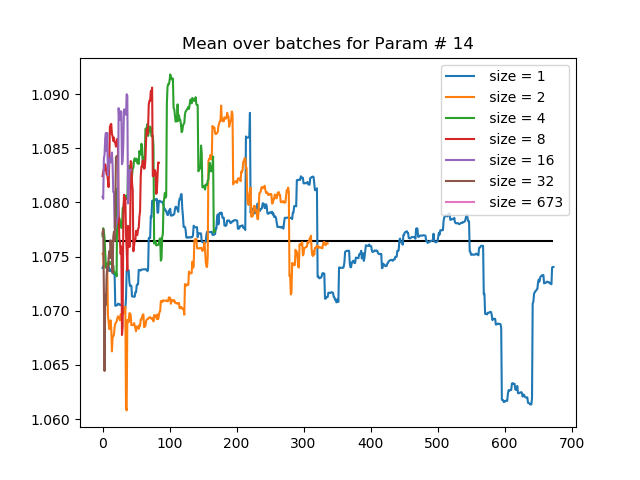 Mean over batches for Param # 14
1.090
1.085
1.080
1.075
1.070
1.065
1.060
0 100 200 300 400 500 600 700
size = 1
size = 2
size = 4
size = 8
size = 16
size = 32
size = 673